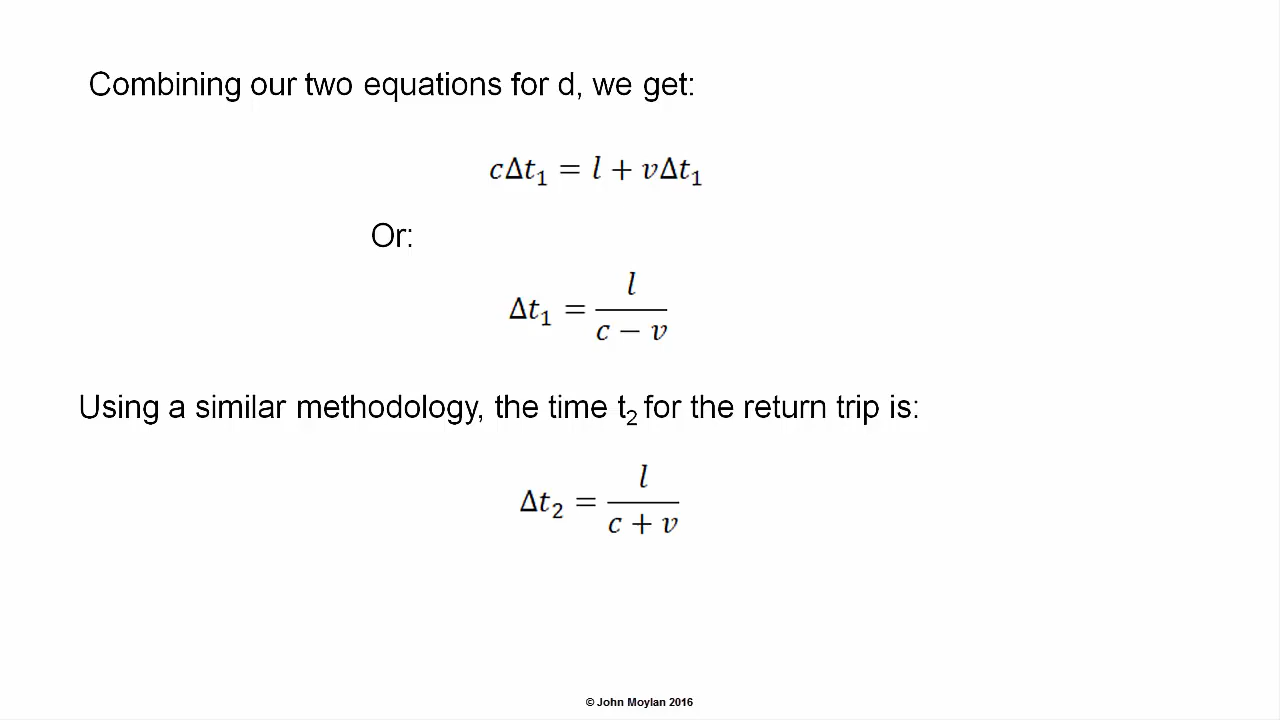 Combining our two equations for d, we get:
cΔt₁ = l + vΔt₁
Or:
Δt₁ = l / (c − v)
Using a similar methodology, the time t₂ for the return trip is:
Δt₂ = l / (c + v)
© John Moylan 2016